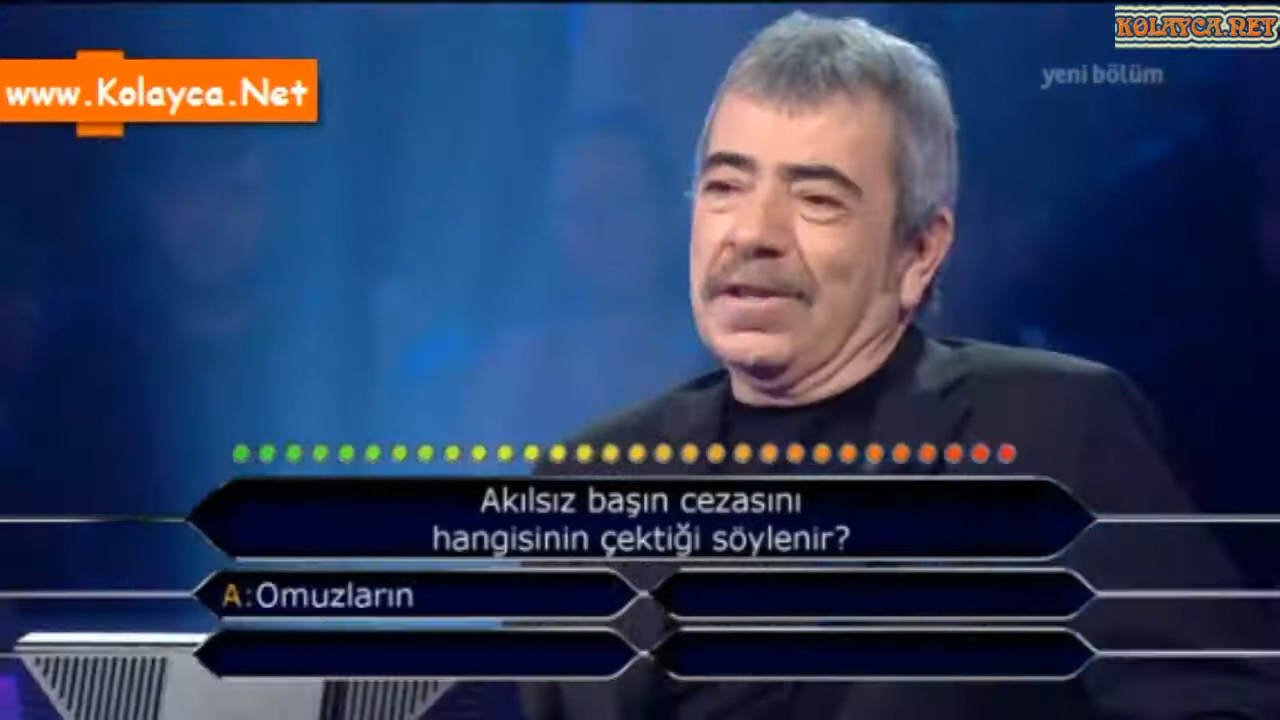 KOLAYCA.NET
www.Kolayca.Net
yeni bölüm
Akılsız başın cezasını
hangisinin çektiği söylenir?
A:Omuzların